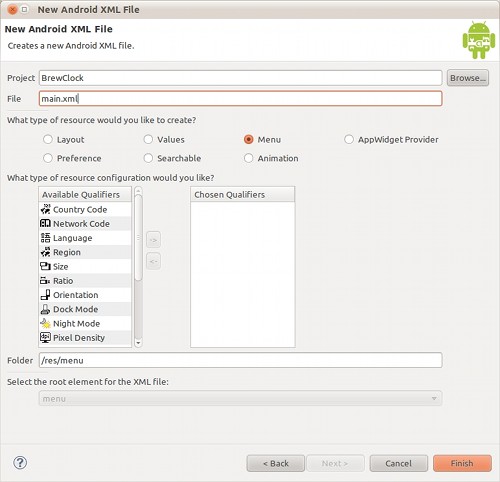 New Android XML File
New Android XML File
Creates a new Android XML file.
Project BrewClock Browse...
File main.xml
What type of resource would you like to create?
Layout Values Menu AppWidget Provider
Preference Searchable Animation
What type of resource configuration would you like?
Available Qualifiers Chosen Qualifiers
Country Code
Network Code
Language
Region
Size
Ratio
Orientation
Dock Mode
Night Mode
Pixel Density
->
<-
Folder /res/menu
Select the root element for the XML file:
menu
? < Back Next > Cancel Finish